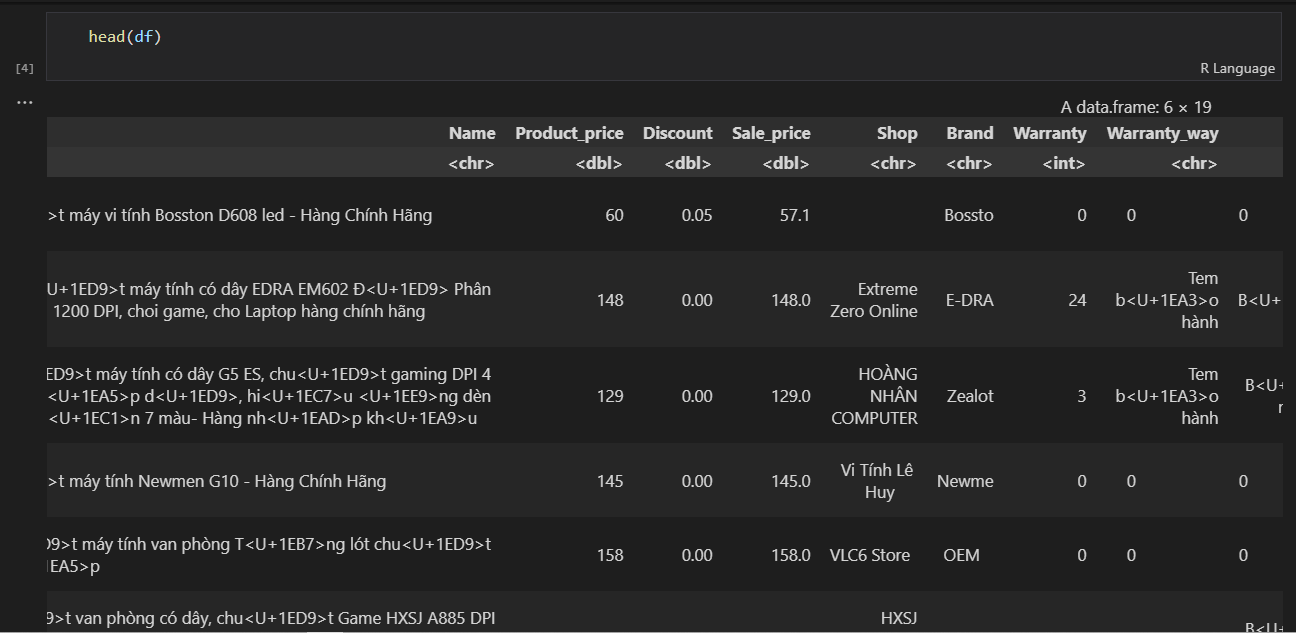 head(df)
[4]
R Language
...
A data.frame: 6 × 19
Name Product_price Discount Sale_price Shop Brand Warranty Warranty_way
<chr> <dbl> <dbl> <dbl> <chr> <chr> <int> <chr>
>t máy vi tính Bosston D608 led - Hàng Chính Hãng 60 0.05 57.1 Bossto 0 0 0
U+1ED9>t máy tính có dây EDRA EM602 Đ<U+1ED9> Phân
1200 DPI, choi game, cho Laptop hàng chính hãng
148 0.00 148.0
Extreme
Zero Online
E-DRA 24
Tem
b<U+1EA3>o
hành
B<U+
ED9>t máy tính có dây G5 ES, chu<U+1ED9>t gaming DPI 4
<U+1EA5>p d<U+1ED9>, hi<U+1EC7>u <U+1EE9>ng dèn
<U+1EC1>n 7 màu- Hàng nh<U+1EAD>p kh<U+1EA9>u
129 0.00 129.0
HOÀNG
NHÂN
COMPUTER
Zealot 3
Tem
b<U+1EA3>o
hành
B<U+
>t máy tính Newmen G10 - Hàng Chính Hãng 145 0.00 145.0
Vi Tính Lê
Huy
Newme 0 0 0
D9>t máy tính van phòng T<U+1EB7>ng lót chu<U+1ED9>t
1EA5>p
158 0.00 158.0 VLC6 Store OEM 0 0 0
9>t van phòng có dây, chu<U+1ED9>t Game HXSJ A885 DPI
HXSJ
B<U+